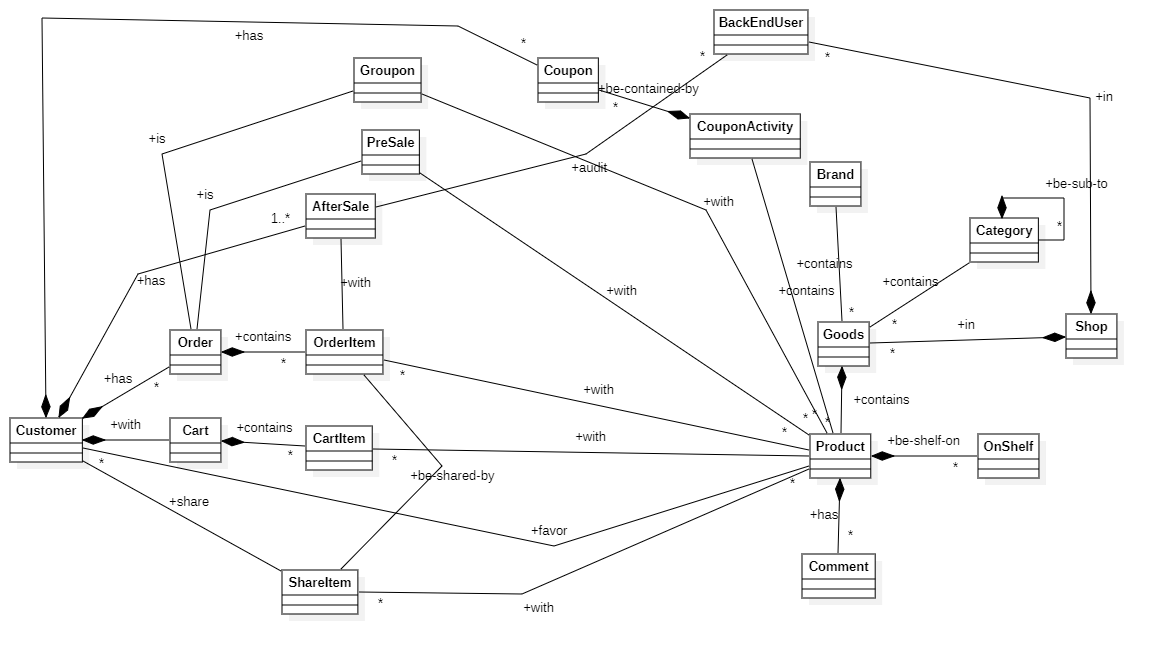 BackEndUser
+has
*
*
*
Groupon
Coupon
+be-contained-by
*
+in
CouponActivity
+is
PreSale
+audit
Brand
+be-sub-to
+is
AfterSale
+with
1..*
*
Category
+contains
+has
+with
+with
+contains
+contains
*
*
Shop
Order
+contains
OrderItem
Goods
+in
*
*
+has
*
*
+with
+contains
Customer
+with
Cart
+contains
CartItem
+with
*
*
*
*
Product
+be-shelf-on
OnShelf
*
*
*
*
+be-shared-by
*
+share
+favor
+has
*
Comment
ShareItem
*
+with